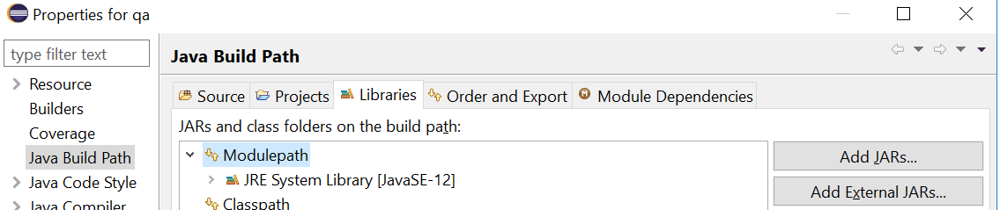 Properties for qa
type filter text
Resource
Builders
Coverage
Java Build Path
Java Code Style
Java Compiler
Java Build Path
Source Projects Libraries Order and Export Module Dependencies
JARs and class folders on the build path:
Modulepath
JRE System Library [JavaSE-12]
Classpath
Add JARs...
Add External JARs...